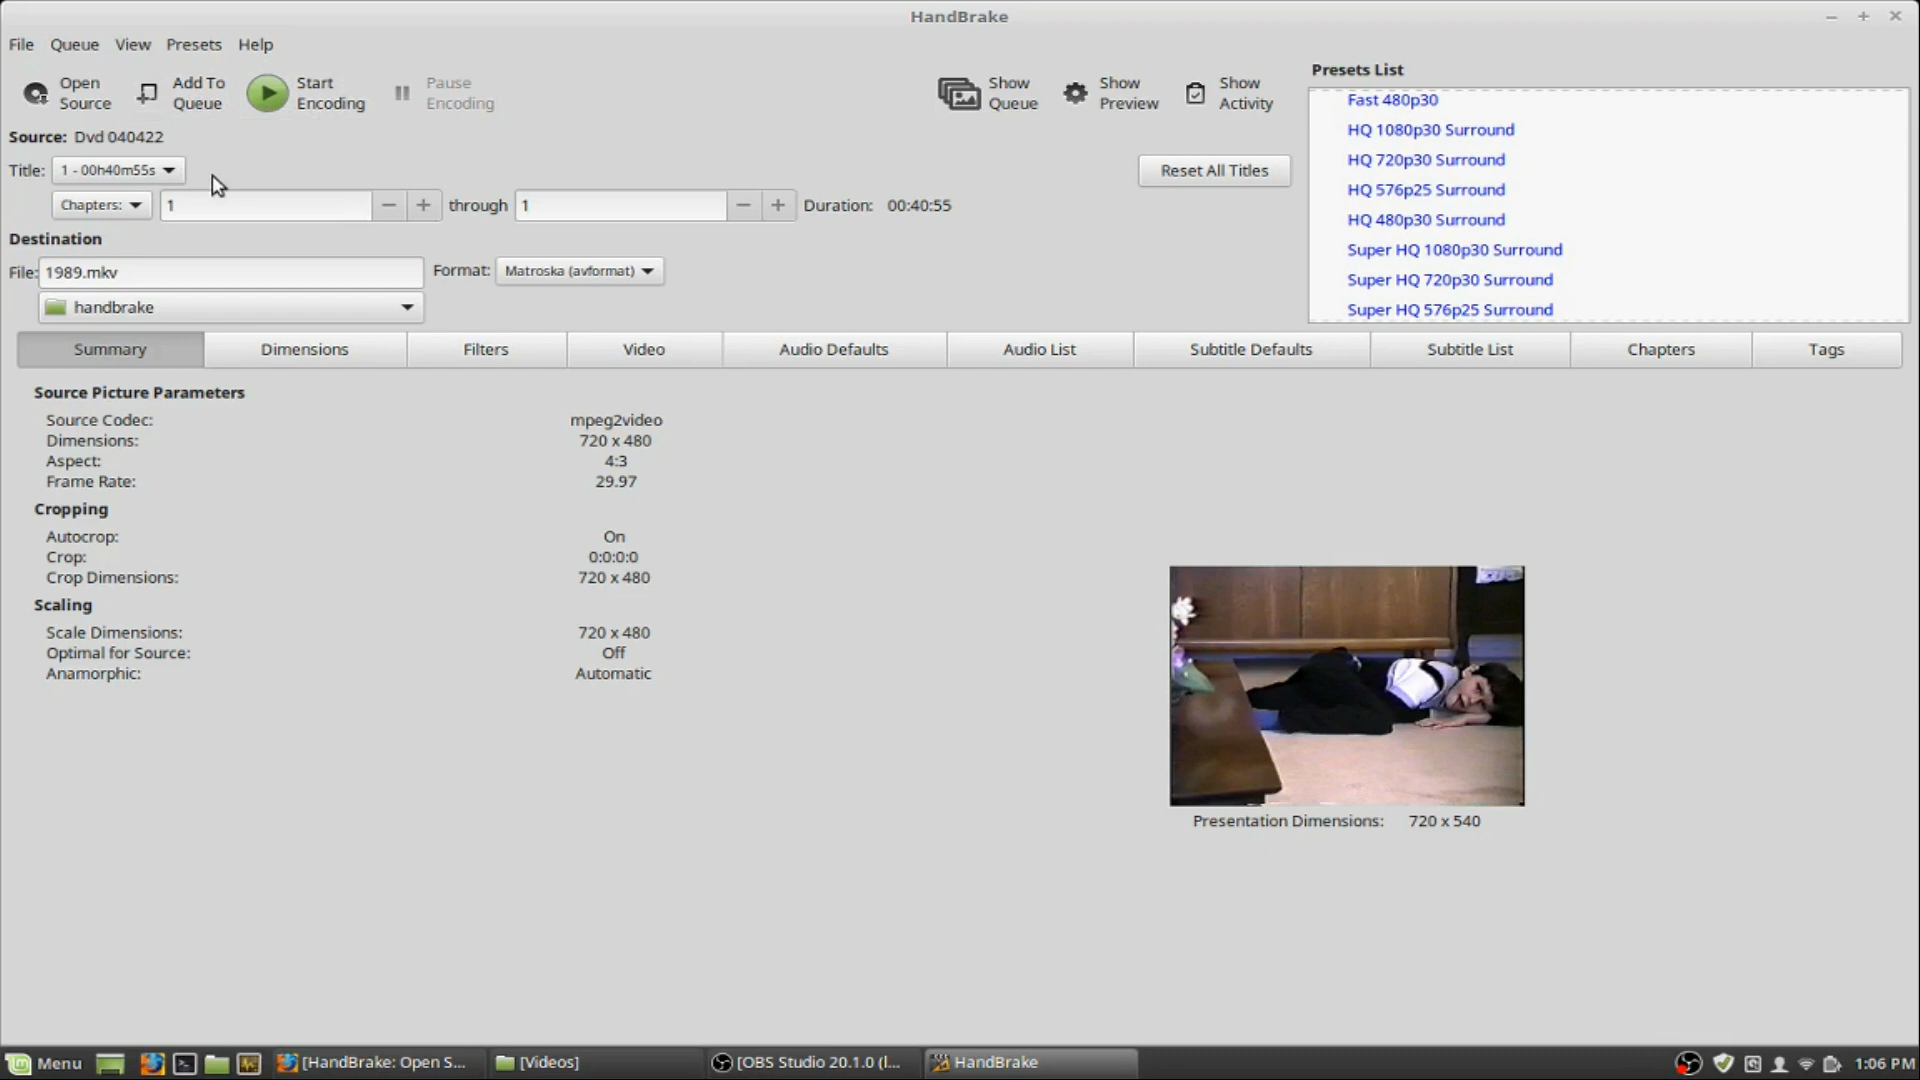 HandBrake
File Queue View Presets Help
Open Source
Add To Queue
Start Encoding
Pause Encoding
Show Queue
Show Preview
Show Activity
Presets List
Fast 480p30
HQ 1080p30 Surround
HQ 720p30 Surround
HQ 576p25 Surround
HQ 480p30 Surround
Super HQ 1080p30 Surround
Super HQ 720p30 Surround
Super HQ 576p25 Surround
Source: Dvd 040422
Title: 1 - 00h40m55s
Reset All Titles
Chapters: 1 through 1 Duration: 00:40:55
Destination
File: 1989.mkv Format: Matroska (avformat)
handbrake
Summary Dimensions Filters Video Audio Defaults Audio List Subtitle Defaults Subtitle List Chapters Tags
Source Picture Parameters
Source Codec: mpeg2video
Dimensions: 720 x 480
Aspect: 4:3
Frame Rate: 29.97
Cropping
Autocrop: On
Crop: 0:0:0:0
Crop Dimensions: 720 x 480
Scaling
Scale Dimensions: 720 x 480
Optimal for Source: Off
Anamorphic: Automatic
Presentation Dimensions: 720 x 540
Menu [HandBrake: Open S... [Videos] [OBS Studio 20.1.0 (l... HandBrake 1:06 PM